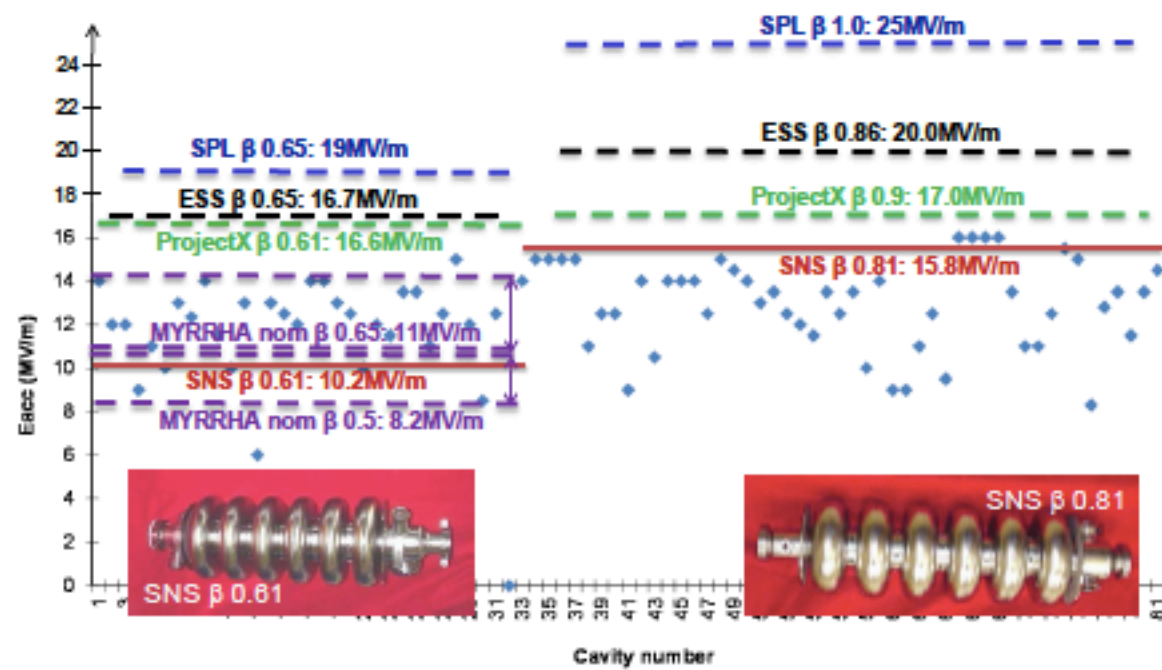 SPL β 1.0: 25MV/m
24
22
ESS β 0.86: 20.0MV/m
20
SPL β 0.65: 19MV/m
18
ESS β 0.65: 16.7MV/m
ProjectX β 0.9: 17.0MV/m
16
ProjectX β 0.61: 16.6MV/m
SNS β 0.81: 15.8MV/m
14
12
MYRRHA nom β 0.65: 11MV/m
10
SNS β 0.61: 10.2MV/m
8
MYRRHA nom β 0.5: 8.2MV/m
6
4
2
0
Eacc (MV/m)
SNS β 0.61
SNS β 0.81
1 31 33 35 37 39 41 43 45 47 49 81
Cavity number